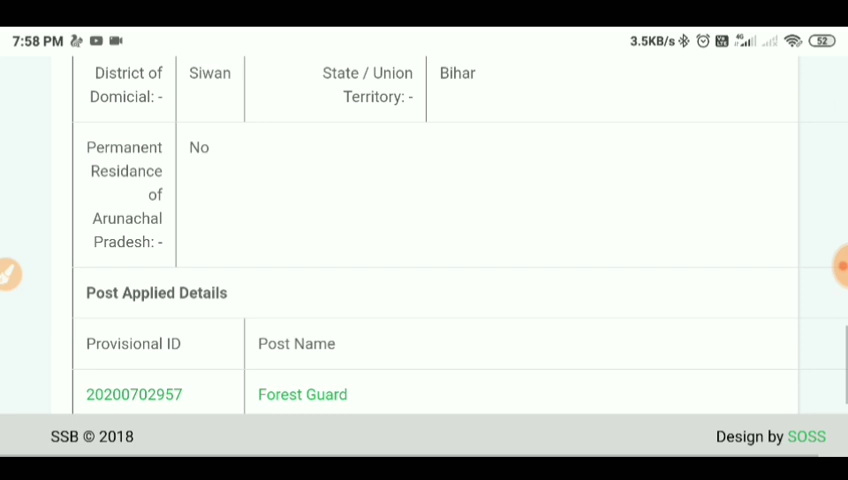 7:58 PM 3.5KB/s 4G 52
District of Siwan State / Union Bihar
Domicial: - Territory: -
Permanent No
Residance
of
Arunachal
Pradesh: -
Post Applied Details
Provisional ID Post Name
20200702957 Forest Guard
SSB © 2018 Design by SOSS